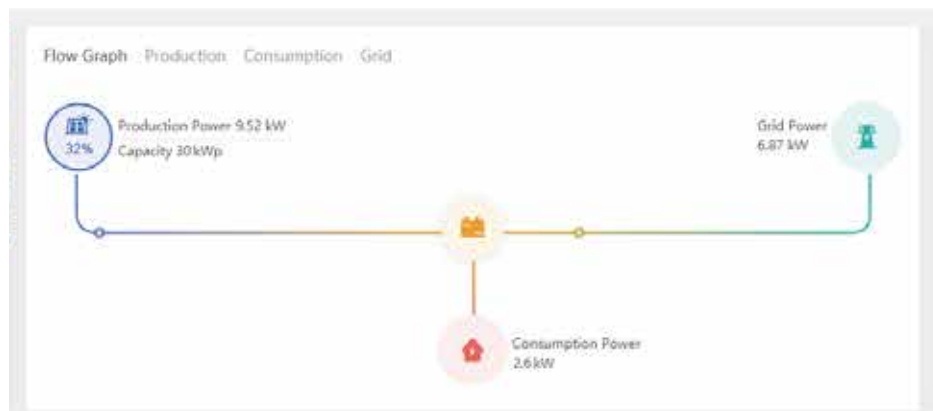 Flow Graph Production Consumption Grid
Production Power 9.52 kW
Capacity 30 kWp
32%
Grid Power
6.87 kW
Consumption Power
2.6 kW